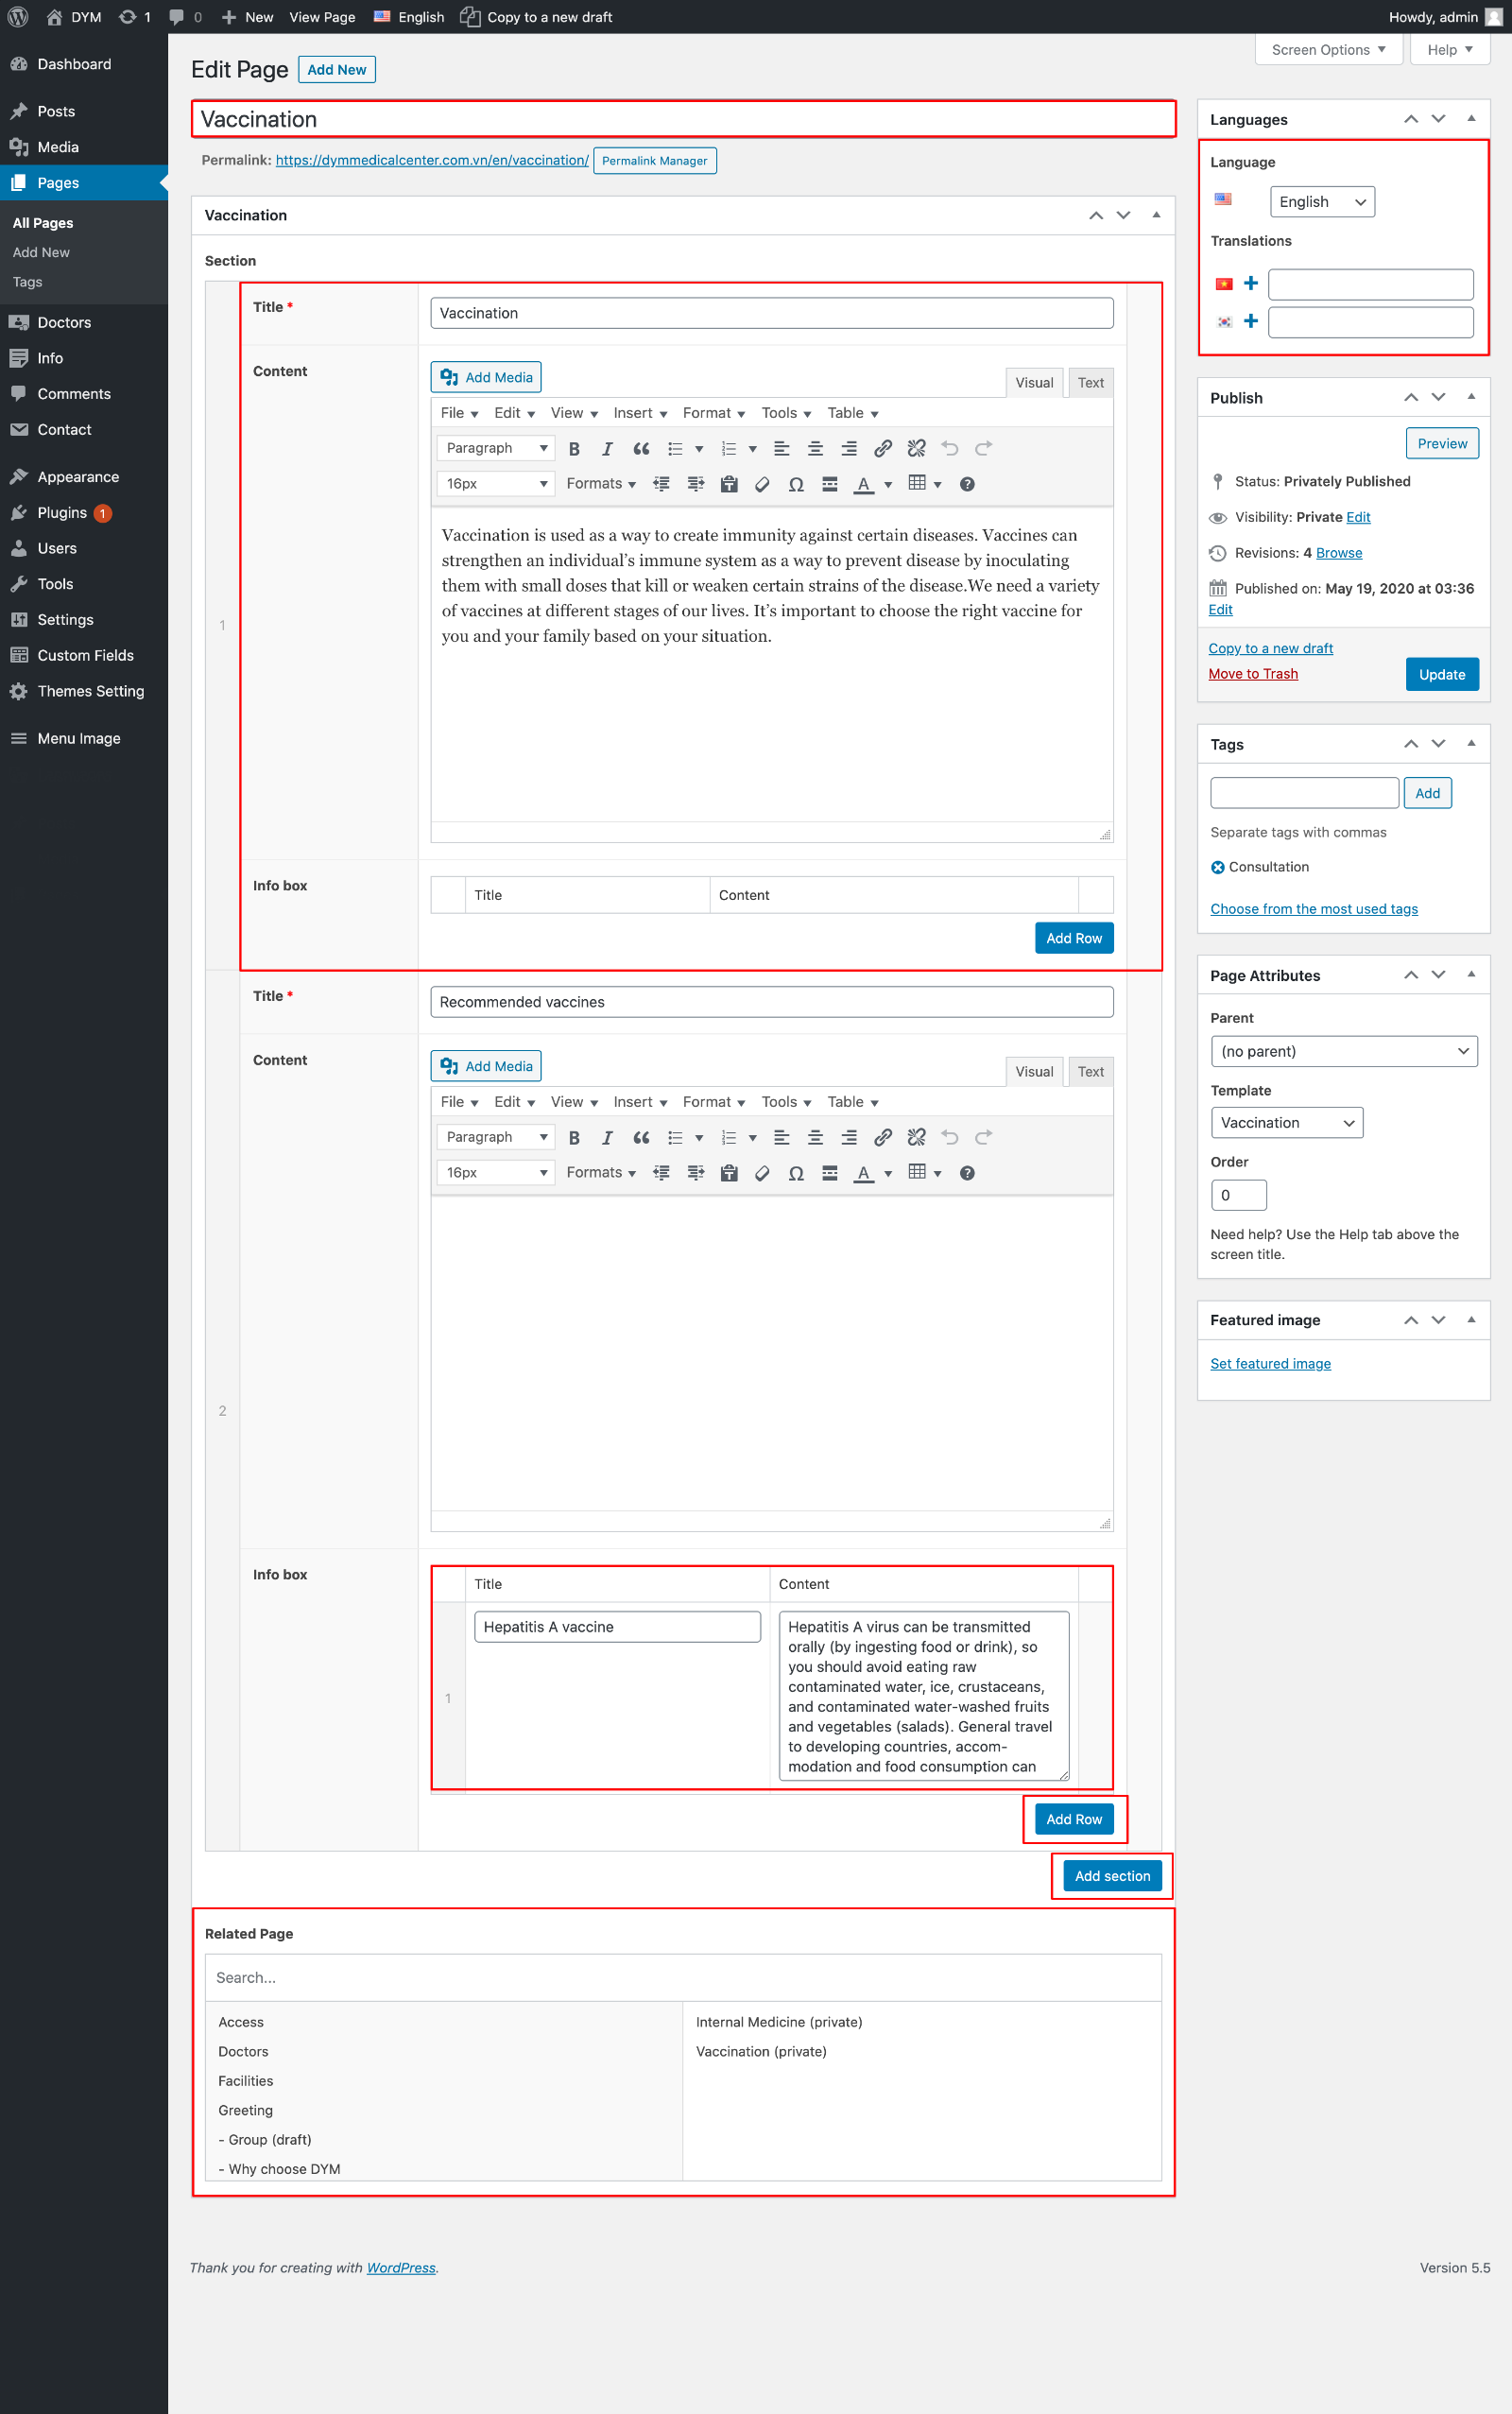 DYM 1 0 New View Page English Copy to a new draft Howdy, admin
Screen Options Help
Dashboard
Posts
Media
Pages
All Pages
Add New
Tags
Doctors
Info
Comments
Contact
Appearance
Plugins 1
Users
Tools
Settings
Custom Fields
Themes Setting
Menu Image
Edit Page Add New
Vaccination
Permalink: https://dymmedicalcenter.com.vn/en/vaccination/ Permalink Manager
Vaccination
Section
1
Title *
Vaccination
Content
Add Media
Visual Text
File Edit View Insert Format Tools Table
Paragraph
16px Formats
Vaccination is used as a way to create immunity against certain diseases. Vaccines can
strengthen an individual’s immune system as a way to prevent disease by inoculating
them with small doses that kill or weaken certain strains of the disease.We need a variety
of vaccines at different stages of our lives. It’s important to choose the right vaccine for
you and your family based on your situation.
Info box
Title Content
Add Row
2
Title *
Recommended vaccines
Content
Add Media
Visual Text
File Edit View Insert Format Tools Table
Paragraph
16px Formats
Info box
Title Content
1
Hepatitis A vaccine
Hepatitis A virus can be transmitted
orally (by ingesting food or drink), so
you should avoid eating raw
contaminated water, ice, crustaceans,
and contaminated water-washed fruits
and vegetables (salads). General travel
to developing countries, accom-
modation and food consumption can
Add Row
Add section
Related Page
Search...
Access
Doctors
Facilities
Greeting
- Group (draft)
- Why choose DYM
Internal Medicine (private)
Vaccination (private)
Languages
Language
English
Translations
Publish
Preview
Status: Privately Published
Visibility: Private Edit
Revisions: 4 Browse
Published on: May 19, 2020 at 03:36
Edit
Copy to a new draft
Move to Trash
Update
Tags
Add
Separate tags with commas
Consultation
Choose from the most used tags
Page Attributes
Parent
(no parent)
Template
Vaccination
Order
0
Need help? Use the Help tab above the
screen title.
Featured image
Set featured image
Thank you for creating with WordPress.
Version 5.5